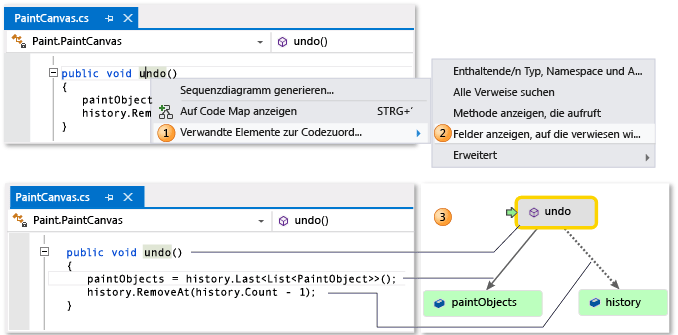 PaintCanvas.cs
Paint.PaintCanvas undo()
public void undo()
{
paintObject
history.Rem
}
Sequenzdiagramm generieren...
Auf Code Map anzeigen STRG+´
1 Verwandte Elemente zur Codezuord...
Enthaltende/n Typ, Namespace und A...
Alle Verweise suchen
Methode anzeigen, die aufruft
2 Felder anzeigen, auf die verwiesen wi...
Erweitert
PaintCanvas.cs
Paint.PaintCanvas undo()
public void undo()
{
paintObjects = history.Last<List<PaintObject>>();
history.RemoveAt(history.Count - 1);
}
3
undo
paintObjects history